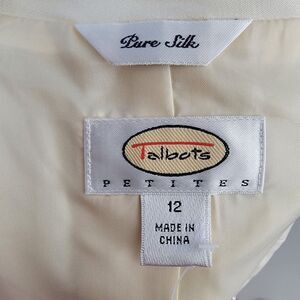 Pure Silk
Talbots
PETITES
12
MADE IN
CHINA